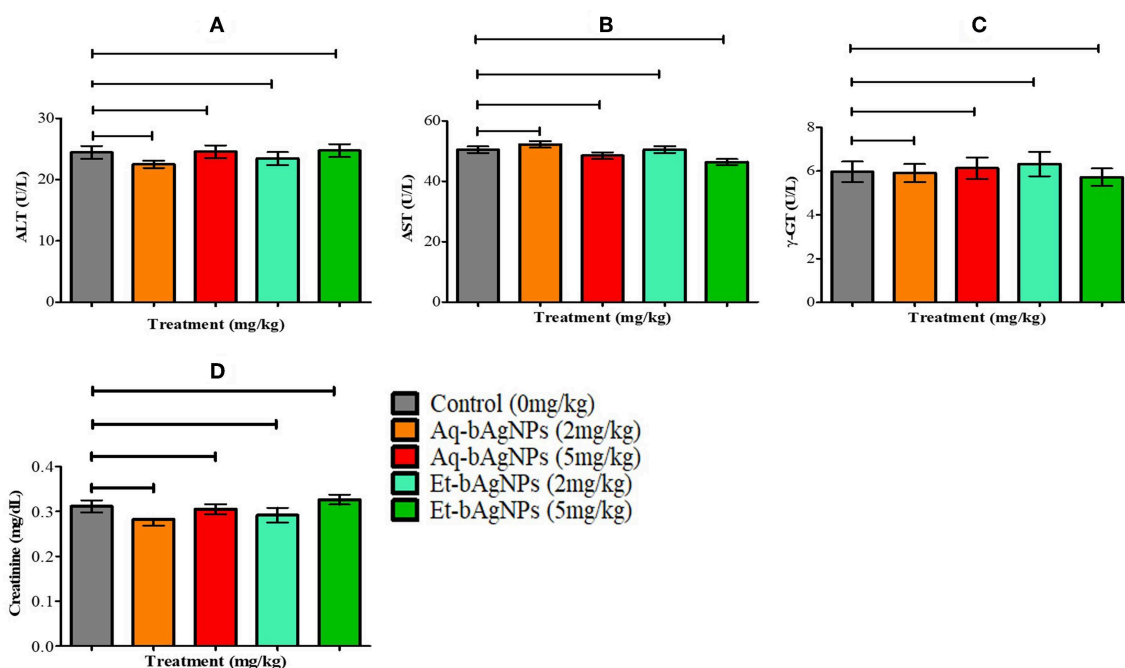 A
B
C
30
20
10
0
ALT (U/L)
Treatment (mg/kg)
60
40
20
0
AST (U/L)
Treatment (mg/kg)
8
6
4
2
0
γ-GT (U/L)
Treatment (mg/kg)
D
0.4
0.3
0.2
0.1
0.0
Creatinine (mg/dL)
Treatment (mg/kg)
Control (0mg/kg)
Aq-bAgNPs (2mg/kg)
Aq-bAgNPs (5mg/kg)
Et-bAgNPs (2mg/kg)
Et-bAgNPs (5mg/kg)